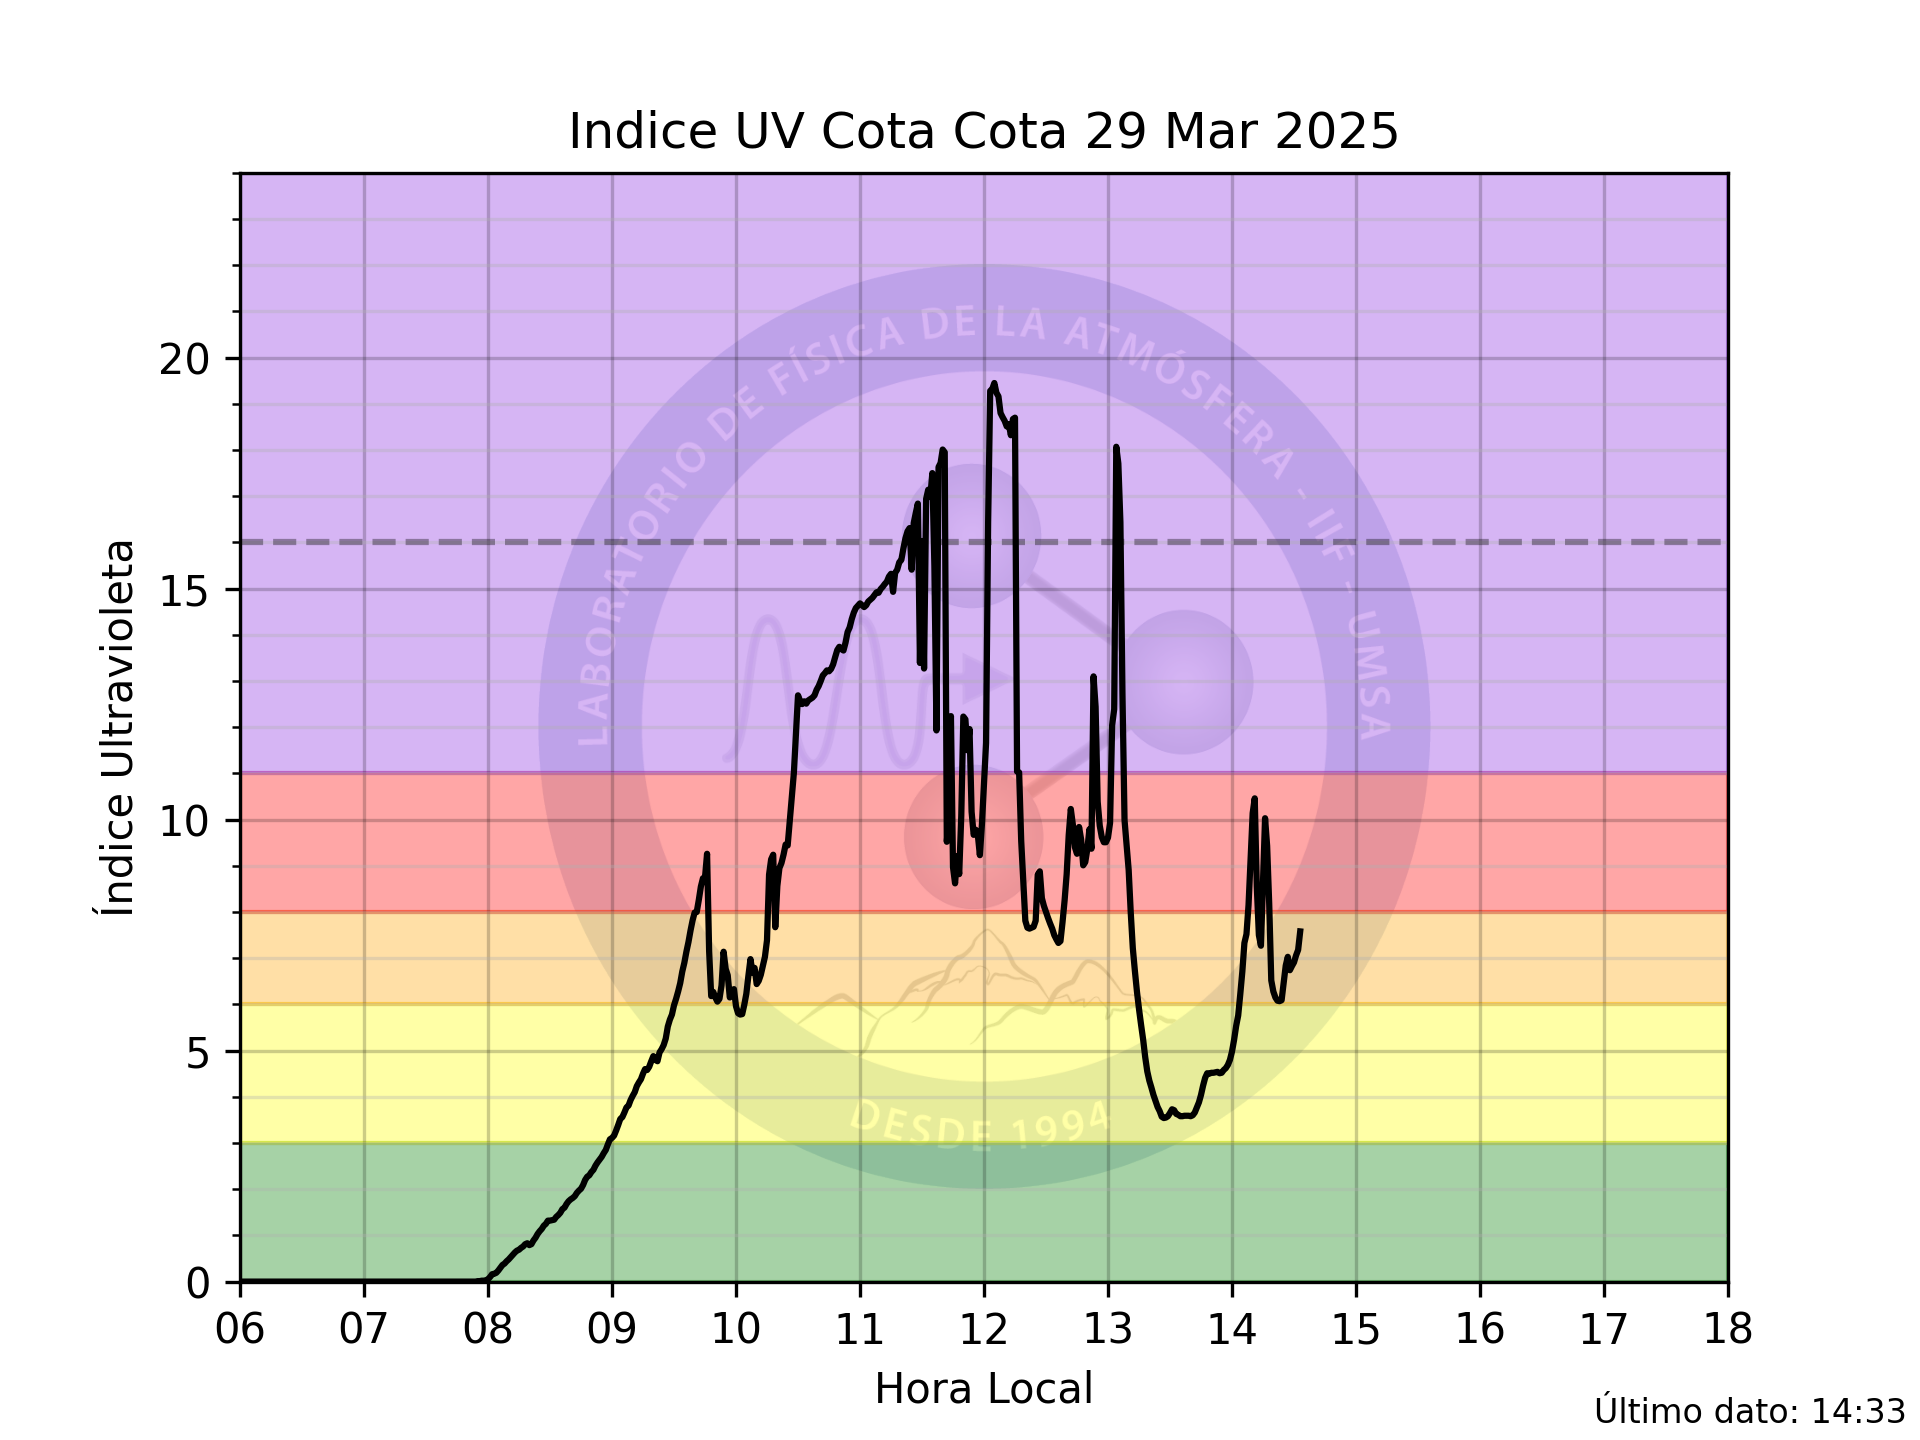 Indice UV Cota Cota 29 Mar 2025
LABORATORIO DE FÍSICA DE LA ATMÓSFERA - IIF - UMSA
DESDE 1994
Índice Ultravioleta
20
15
10
5
0
06 07 08 09 10 11 12 13 14 15 16 17 18
Hora Local
Último dato: 14:33